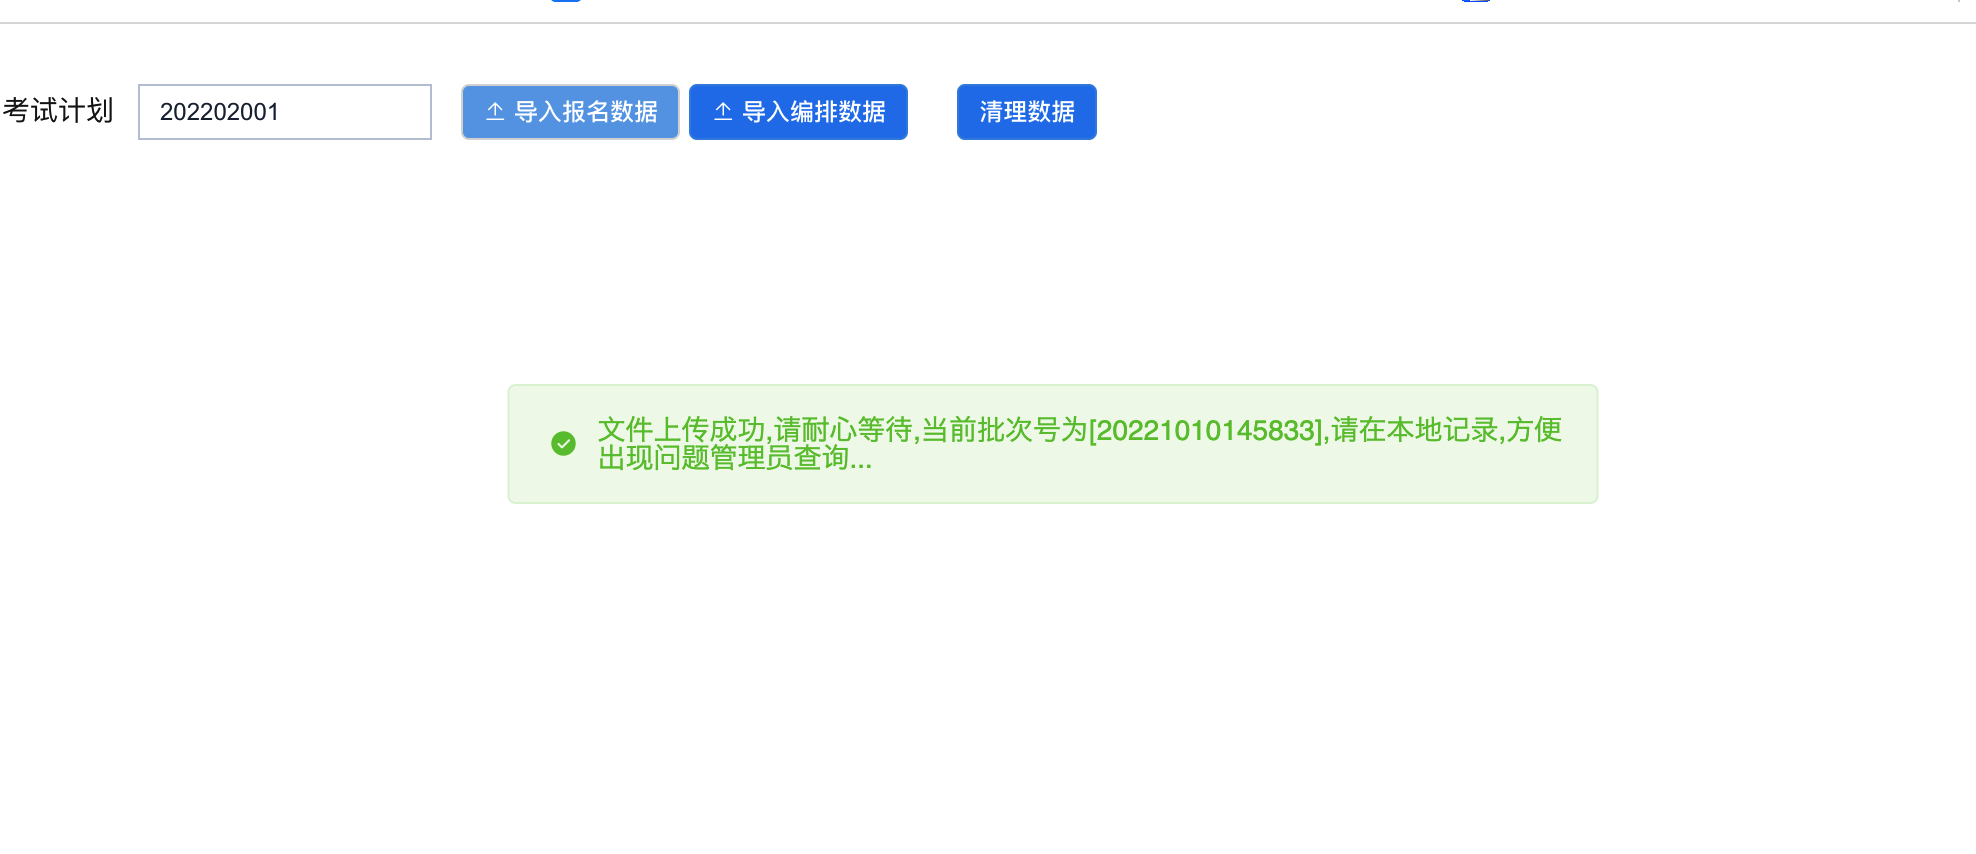 考试计划 202202001 导入报名数据 导入编排数据 清理数据
文件上传成功,请耐心等待,当前批次号为[20221010145833],请在本地记录,方便
出现问题管理员查询...